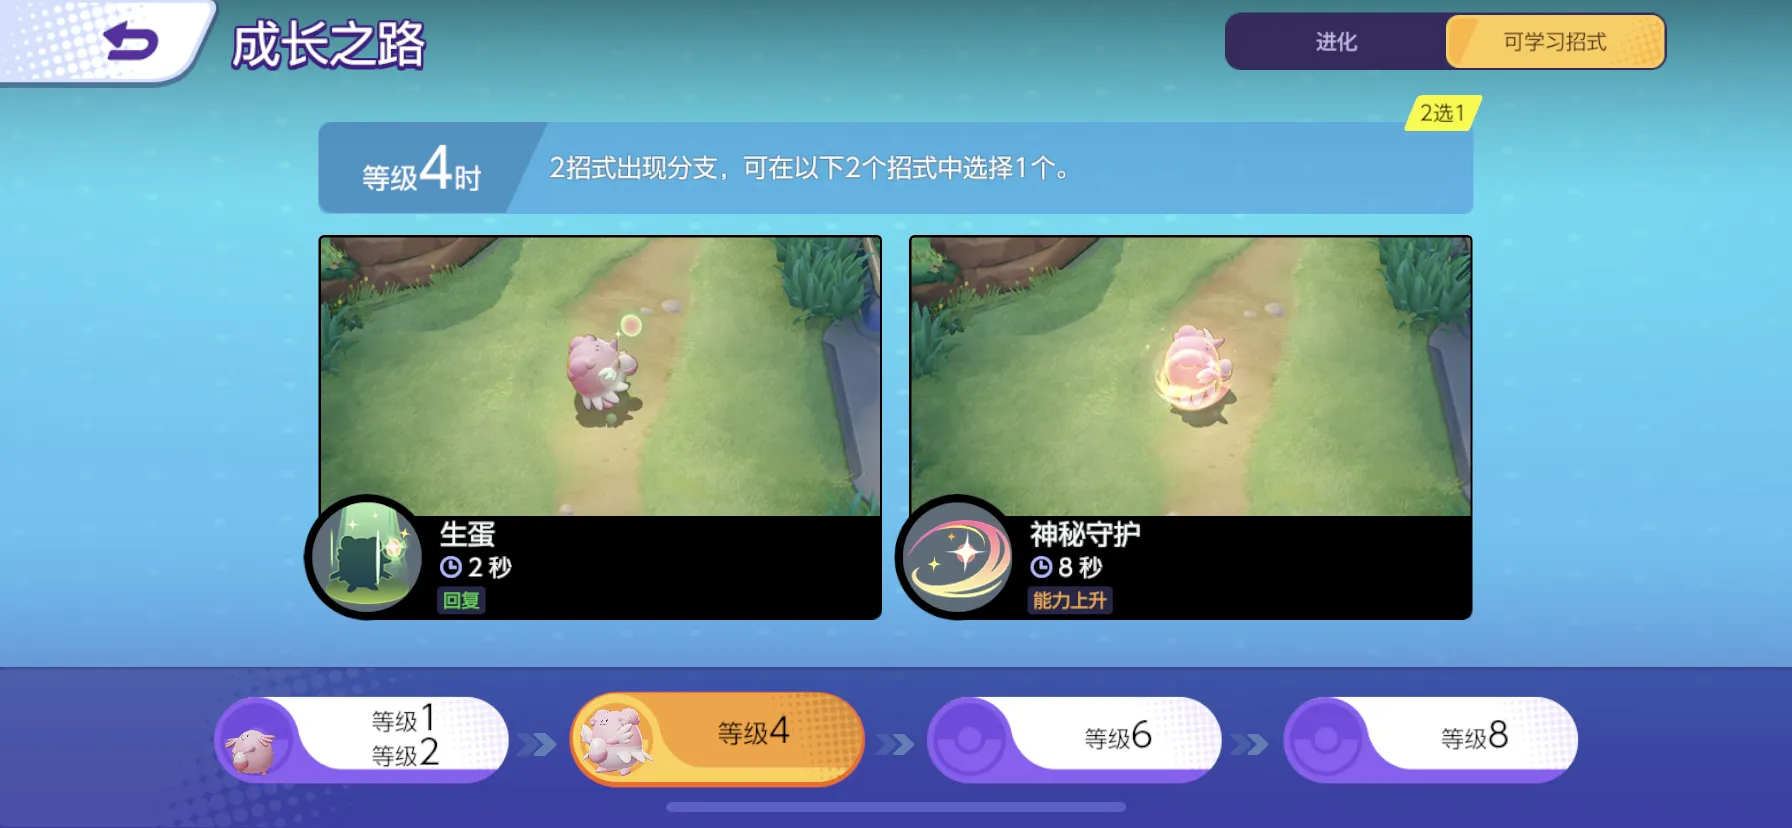 成长之路
进化
可学习招式
2选1
等级4时
2招式出现分支，可在以下2个招式中选择1个。
生蛋
2 秒
回复
神秘守护
8 秒
能力上升
等级1
等级2
等级4
等级6
等级8